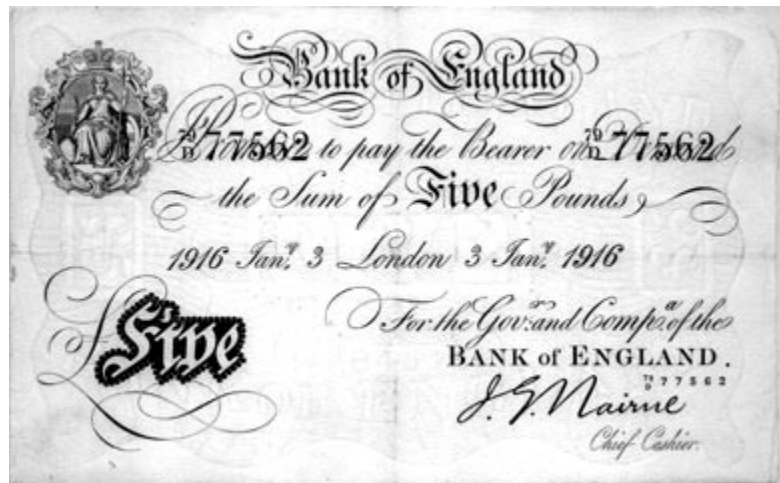 Bank of England
I Promise to pay the Bearer on Demand
79/D 77562 79/D 77562
the Sum of Five Pounds
1916 Jan.y 3 London 3 Jan.y 1916
For the Gov.r and Comp.a of the
BANK of ENGLAND.
79/D 77562
Five
J. G. Nairne
Chief Cashier.